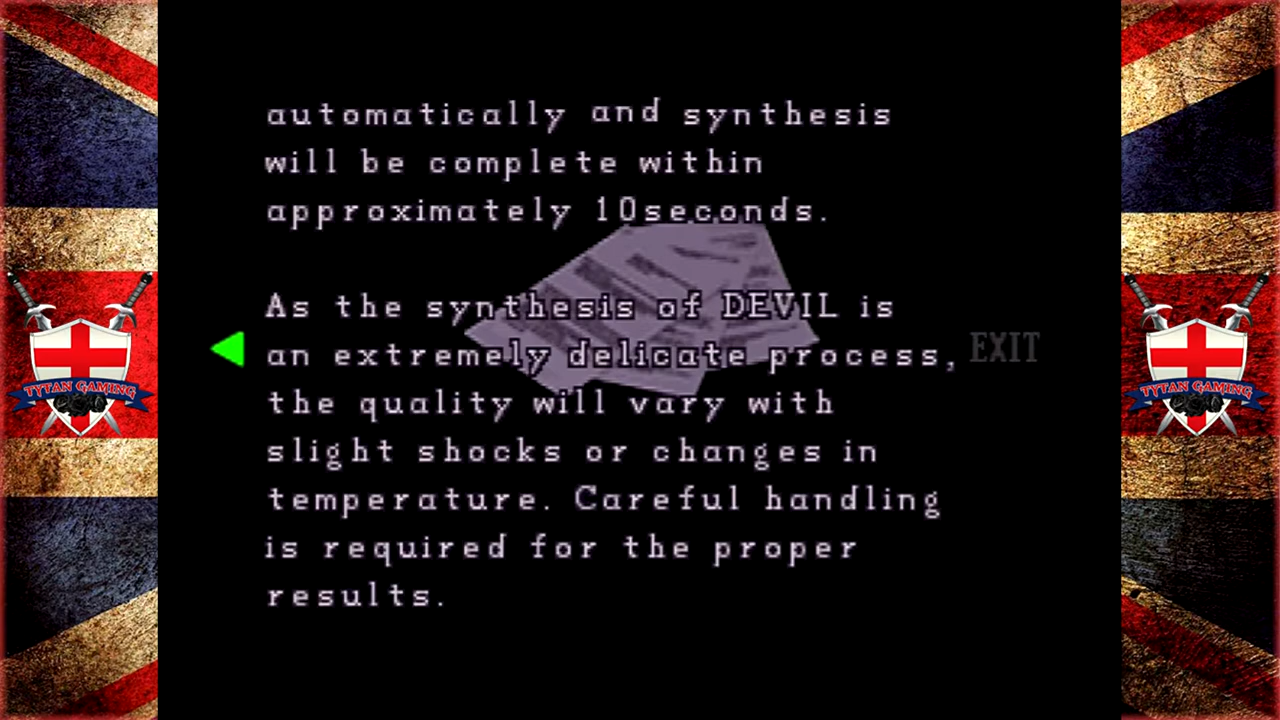 automatically and synthesis
will be complete within
approximately 10seconds.
As the synthesis of DEVIL is
an extremely delicate process,
EXIT
the quality will vary with
slight shocks or changes in
temperature. Careful handling
is required for the proper
results.
TYTAN GAMING
TYTAN GAMING